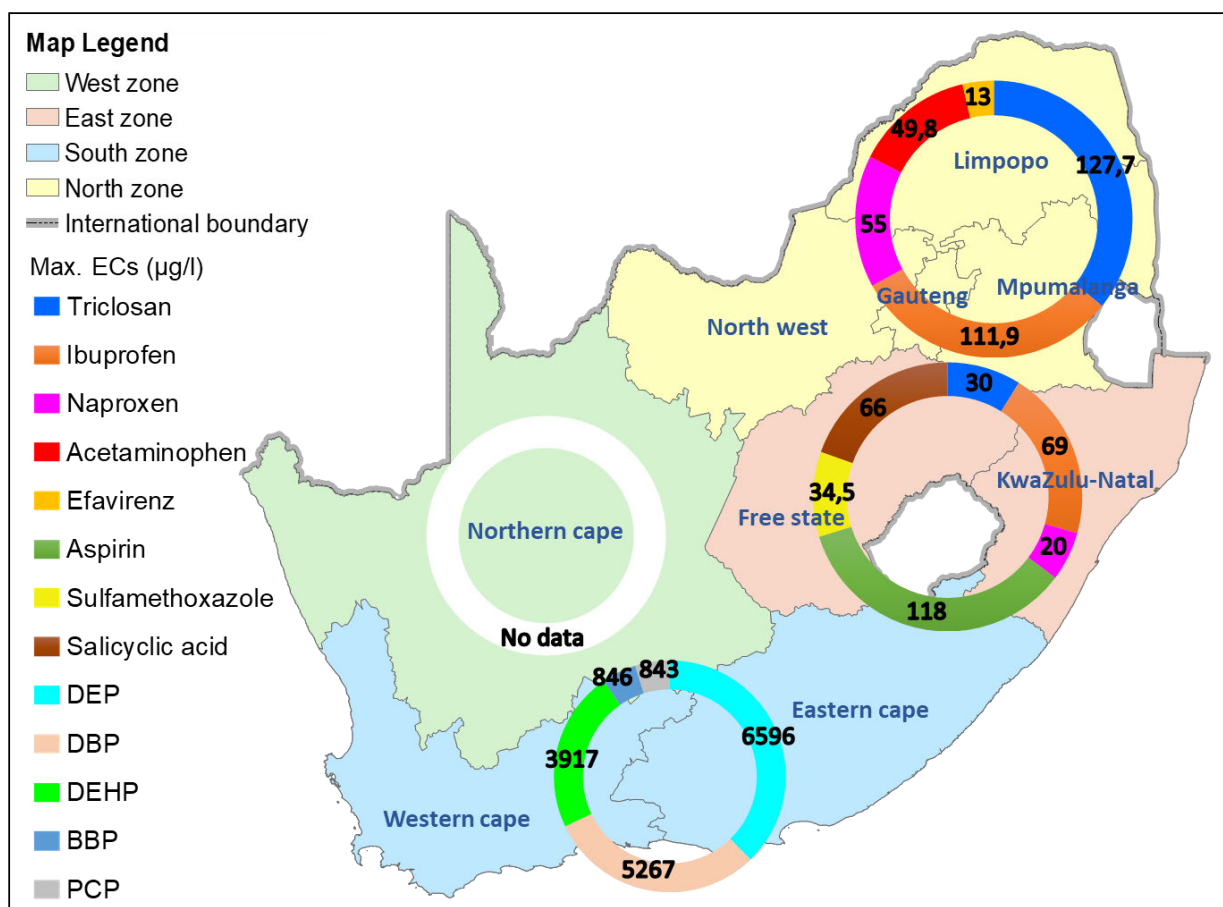 Map Legend
West zone
East zone
South zone
North zone
International boundary
Max. ECs (µg/l)
Triclosan
Ibuprofen
Naproxen
Acetaminophen
Efavirenz
Aspirin
Sulfamethoxazole
Salicyclic acid
DEP
DBP
DEHP
BBP
PCP
13
49,8
127,7
Limpopo
55
Gauteng
Mpumalanga
North west
111,9
30
66
69
34,5
KwaZulu-Natal
Free state
20
118
Northern cape
No data
846
843
Eastern cape
6596
3917
Western cape
5267